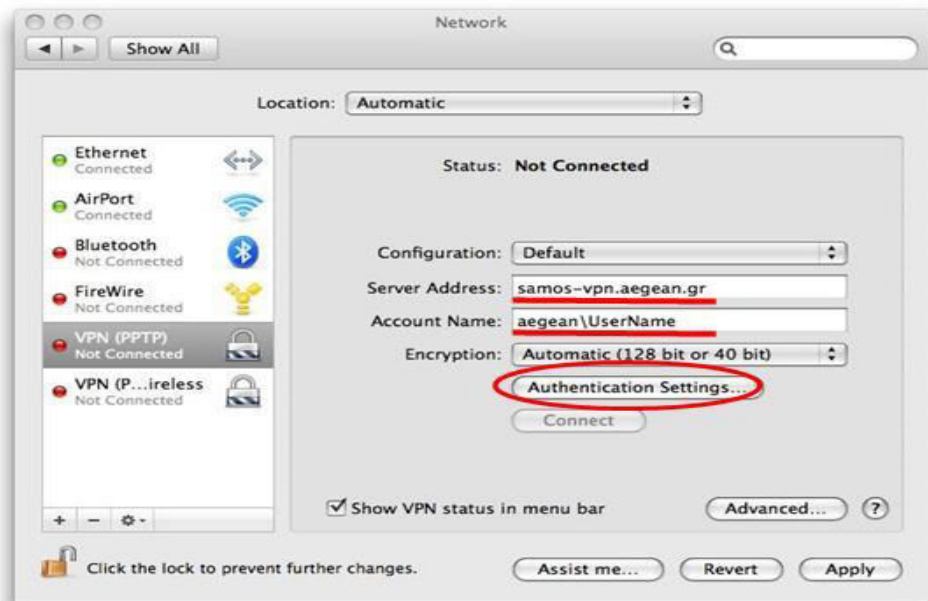 Network
Show All
Location: Automatic
Ethernet
Connected
AirPort
Connected
Bluetooth
Not Connected
FireWire
Not Connected
VPN (PPTP)
Not Connected
VPN (P...ireless
Not Connected
Status: Not Connected
Configuration: Default
Server Address: samos-vpn.aegean.gr
Account Name: aegean\UserName
Encryption: Automatic (128 bit or 40 bit)
Authentication Settings...
Connect
Show VPN status in menu bar
Advanced... ?
Click the lock to prevent further changes.
Assist me... Revert Apply